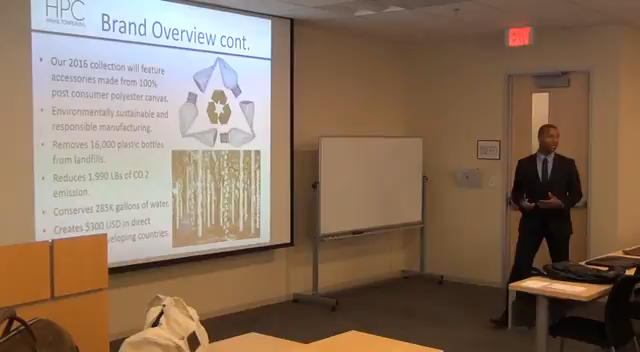 HPC
Brand Overview cont.
• Our 2016 collection will feature
accessories made from 100%
post consumer polyester canvas.
• Environmentally sustainable and
responsible manufacturing.
• Removes 16,000 plastic bottles
from landfills.
• Reduces 1,990 LBs of CO 2
emission.
• Conserves 285K gallons of water.
• Creates $300 USD in direct
developing countries.
EXIT